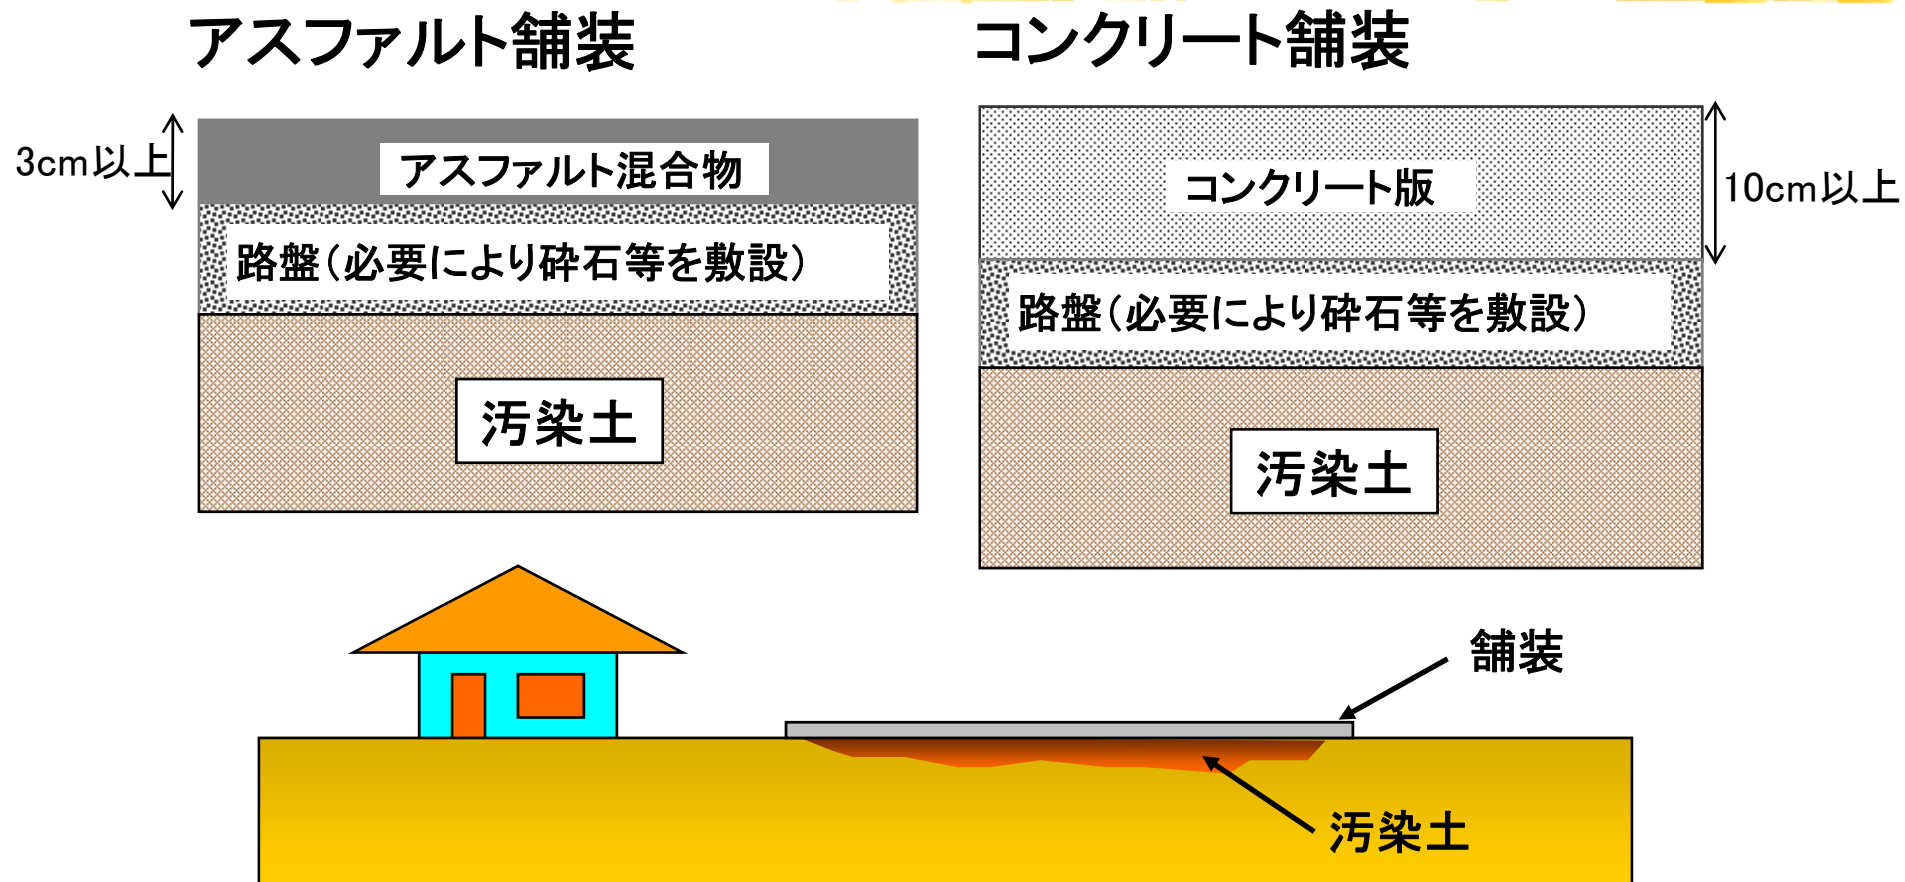 アスファルト舗装
コンクリート舗装
3cm以上
アスファルト混合物
路盤(必要により砕石等を敷設)
汚染土
コンクリート版
10cm以上
路盤(必要により砕石等を敷設)
汚染土
舗装
汚染土